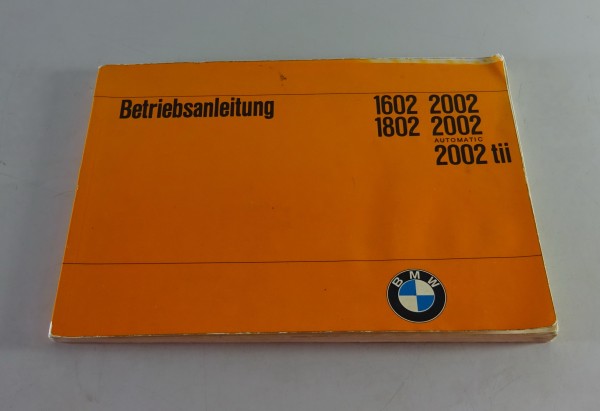 Betriebsanleitung
1602 2002
1802 2002
AUTOMATIC
2002 tii
BMW